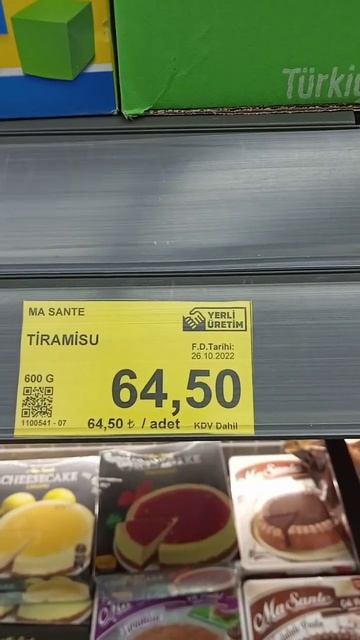 Türki
MA SANTE
YERLİ
ÜRETİM
TİRAMİSU
F.D.Tarihi:
26.10.2022
600 G
64,50
1100541 - 07
64,50 ₺ / adet
KDV Dahil
CHEESECAKE
Ma Sante
Ma Sante